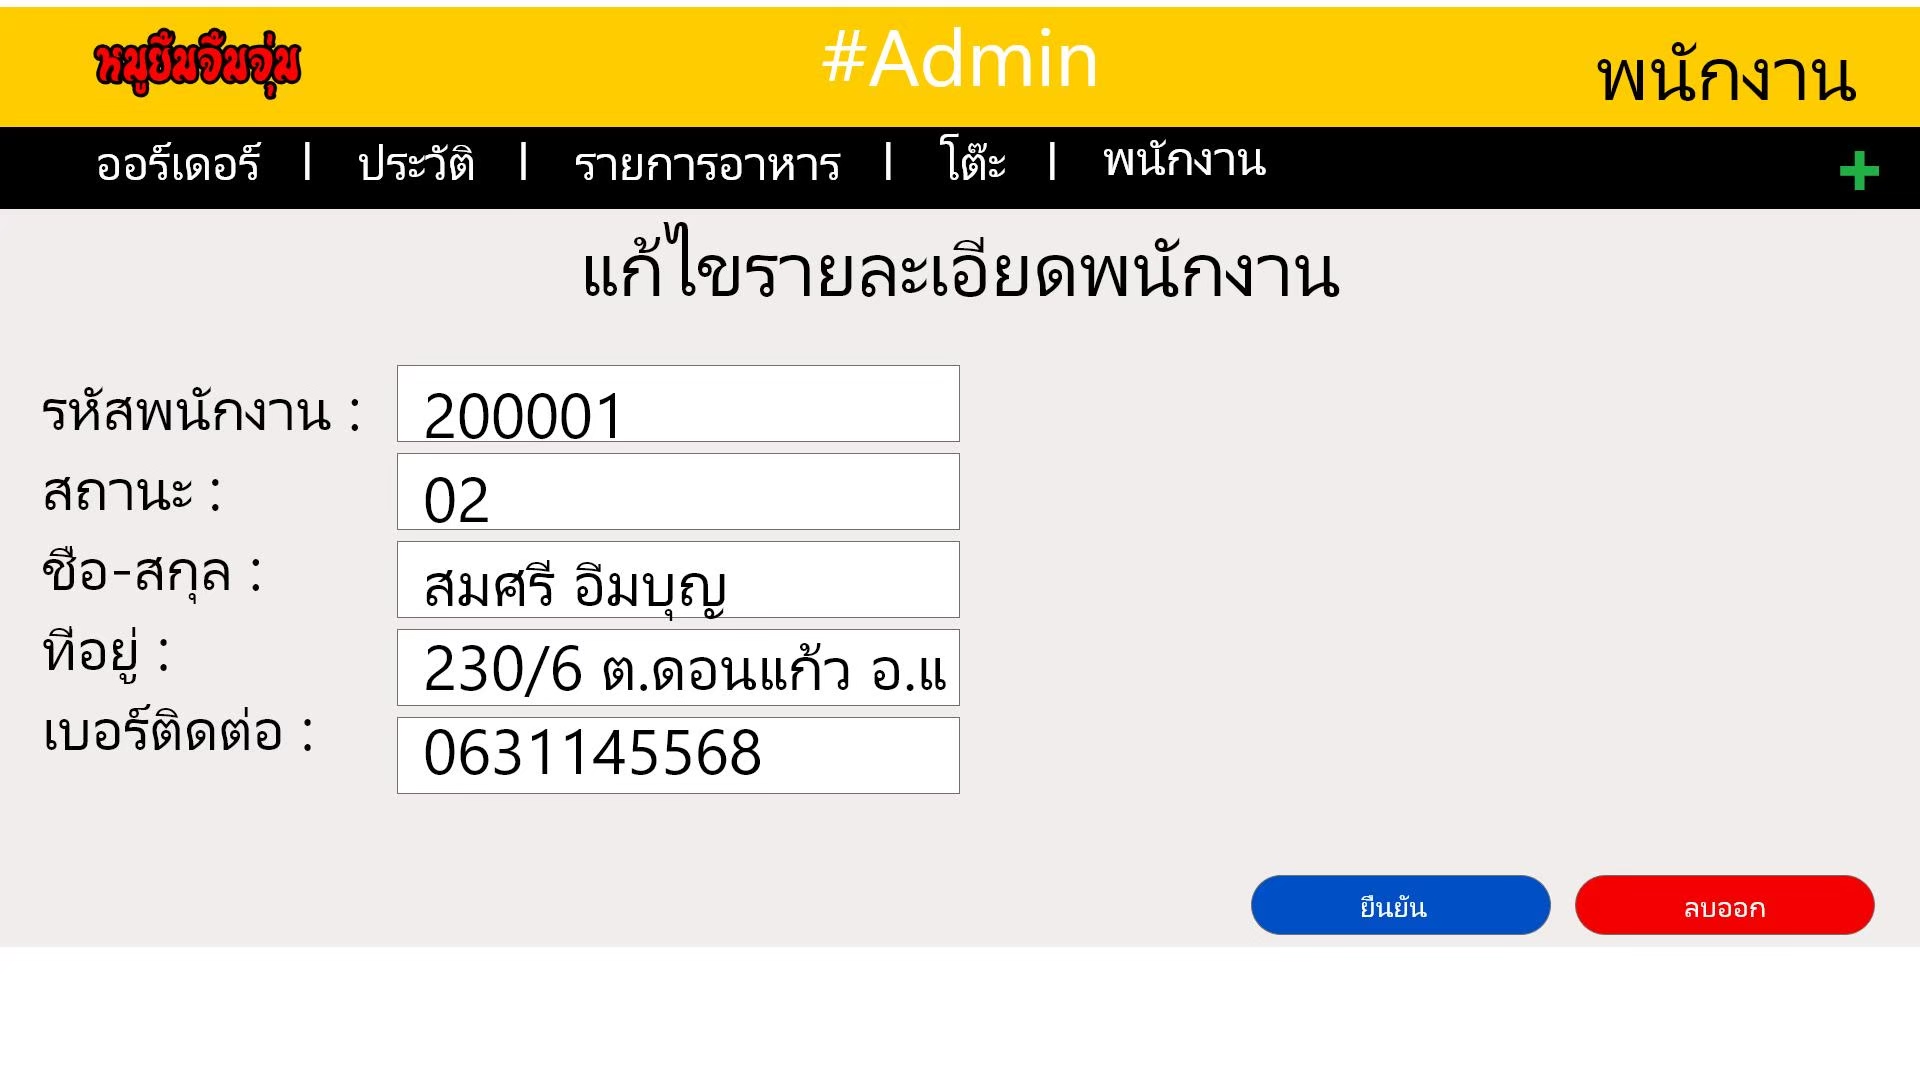 หมูยิ้มจิ้มจุ่ม
#Admin
พนักงาน
ออร์เดอร์ | ประวัติ | รายการอาหาร | โต๊ะ | พนักงาน
แก้ไขรายละเอียดพนักงาน
รหัสพนักงาน : 200001
สถานะ : 02
ชื่อ-สกุล : สมศรี อิ่มบุญ
ที่อยู่ : 230/6 ต.ดอนแก้ว อ.แ
เบอร์ติดต่อ : 0631145568
ยืนยัน
ลบออก